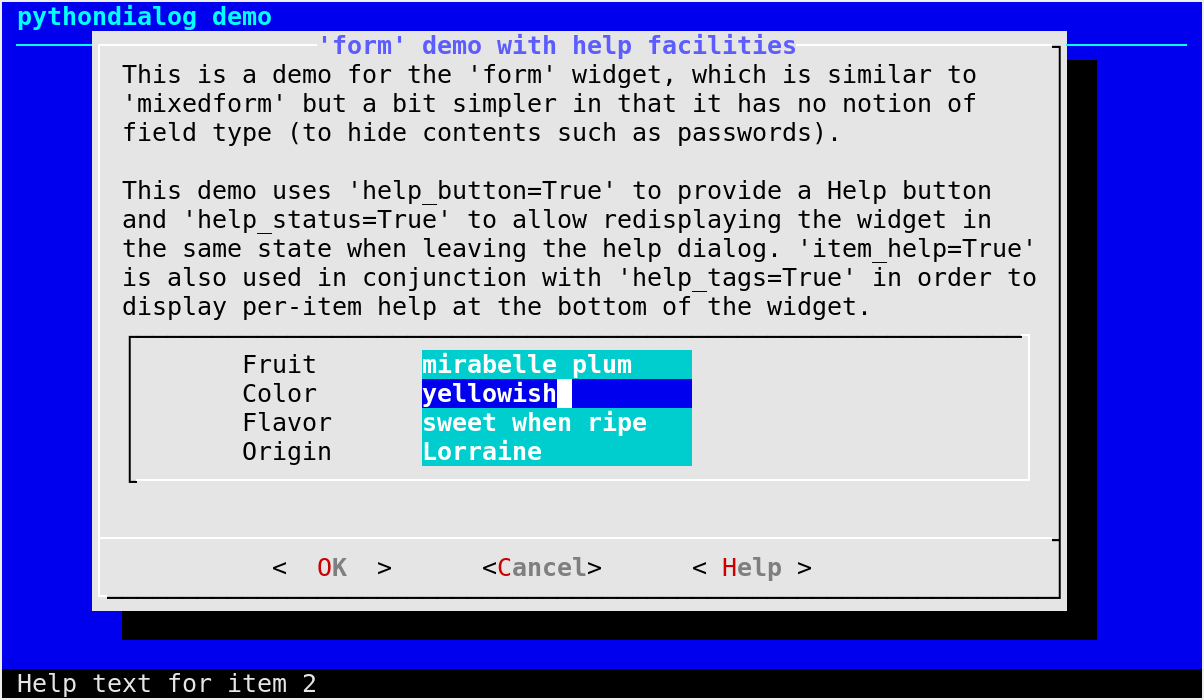 pythondialog demo
'form' demo with help facilities
This is a demo for the 'form' widget, which is similar to
'mixedform' but a bit simpler in that it has no notion of
field type (to hide contents such as passwords).
This demo uses 'help_button=True' to provide a Help button
and 'help_status=True' to allow redisplaying the widget in
the same state when leaving the help dialog. 'item_help=True'
is also used in conjunction with 'help_tags=True' in order to
display per-item help at the bottom of the widget.
Fruit mirabelle plum
Color yellowish
Flavor sweet when ripe
Origin Lorraine
<  OK  > <Cancel> < Help >
Help text for item 2